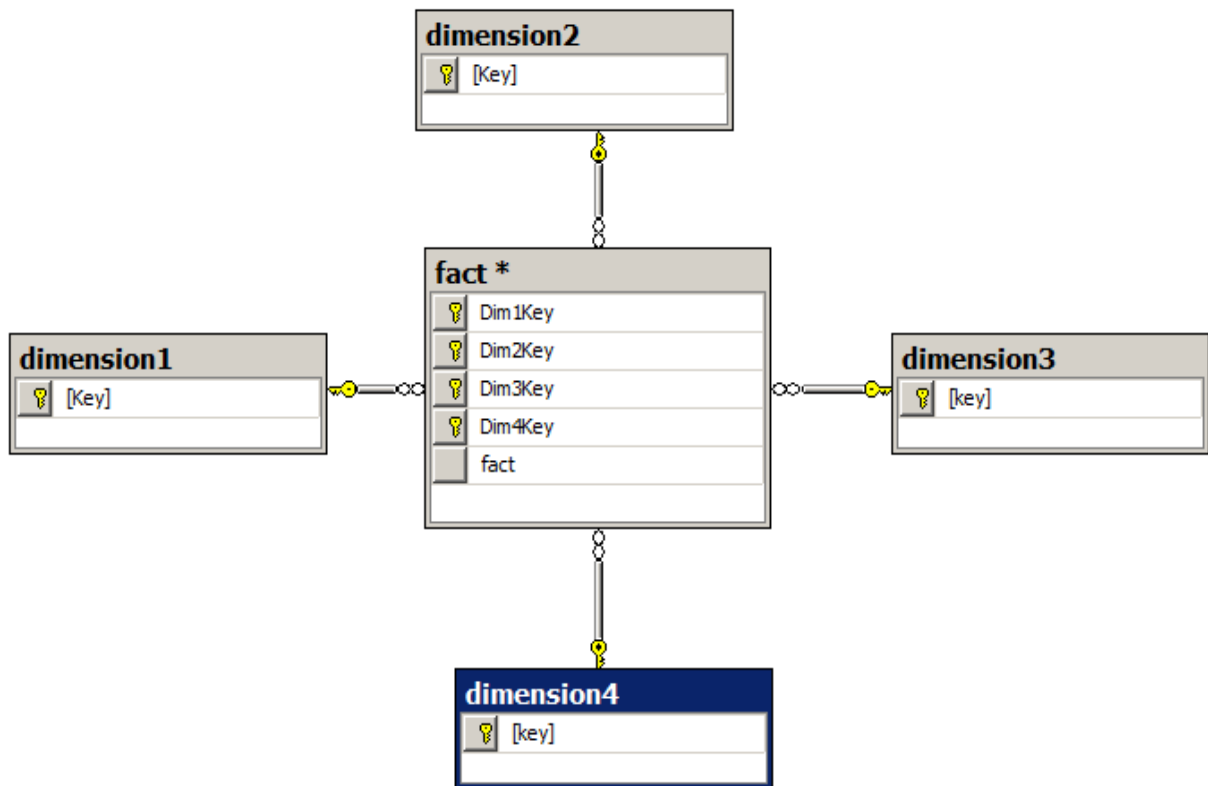 dimension2
[Key]
fact *
Dim1Key
Dim2Key
Dim3Key
Dim4Key
fact
dimension1
[Key]
dimension3
[key]
dimension4
[key]